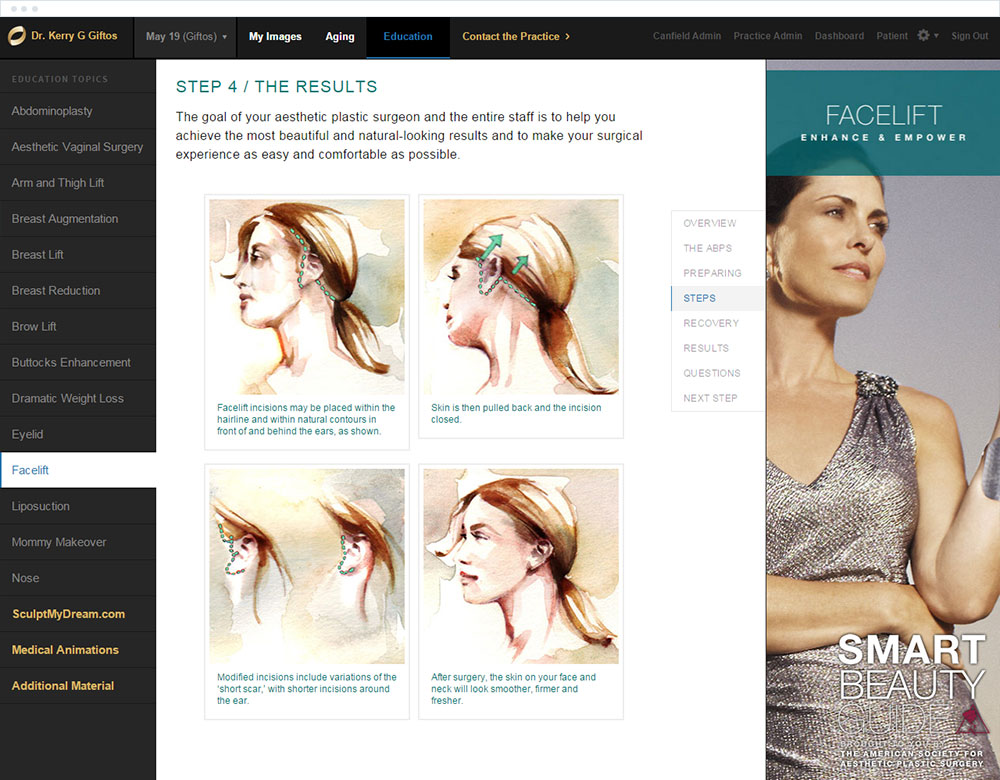 Dr. Kerry G Giftos
May 19 (Giftos)
My Images
Aging
Education
Contact the Practice
Canfield Admin
Practice Admin
Dashboard
Patient
Sign Out
EDUCATION TOPICS
Abdominoplasty
Aesthetic Vaginal Surgery
Arm and Thigh Lift
Breast Augmentation
Breast Lift
Breast Reduction
Brow Lift
Buttocks Enhancement
Dramatic Weight Loss
Eyelid
Facelift
Liposuction
Mommy Makeover
Nose
SculptMyDream.com
Medical Animations
Additional Material
STEP 4 / THE RESULTS
The goal of your aesthetic plastic surgeon and the entire staff is to help you
achieve the most beautiful and natural-looking results and to make your surgical
experience as easy and comfortable as possible.
Facelift incisions may be placed within the
hairline and within natural contours in
front of and behind the ears, as shown.
Skin is then pulled back and the incision
closed.
Modified incisions include variations of the
‘short scar,’ with shorter incisions around
the ear.
After surgery, the skin on your face and
neck will look smoother, firmer and
fresher.
OVERVIEW
THE ABPS
PREPARING
STEPS
RECOVERY
RESULTS
QUESTIONS
NEXT STEP
FACELIFT
ENHANCE & EMPOWER
SMART
BEAUTY
GUIDE
BROUGHT TO YOU BY
THE AMERICAN SOCIETY FOR
AESTHETIC PLASTIC SURGERY